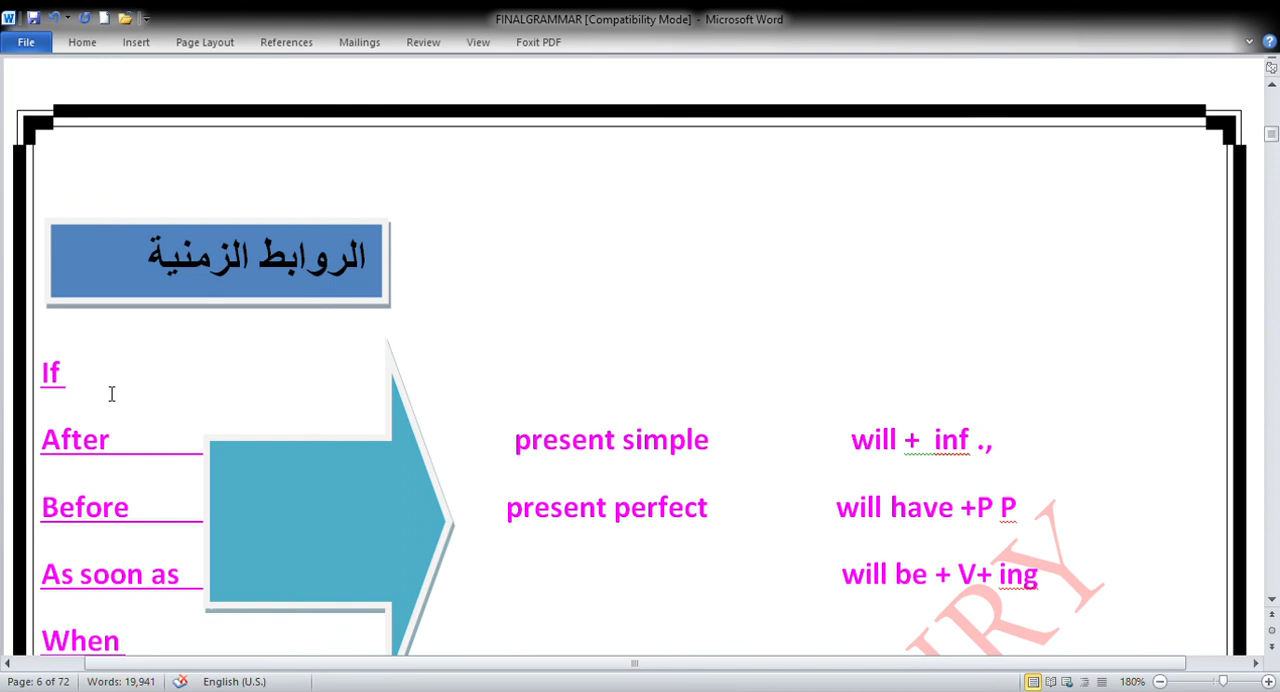 FINALGRAMMAR [Compatibility Mode] - Microsoft Word
File Home Insert Page Layout References Mailings Review View Foxit PDF
الروابط الزمنية
If
After present simple will + inf .,
Before present perfect will have +P P
As soon as will be + V+ ing
When
Page: 6 of 72 Words: 19,941 English (U.S.) 180%